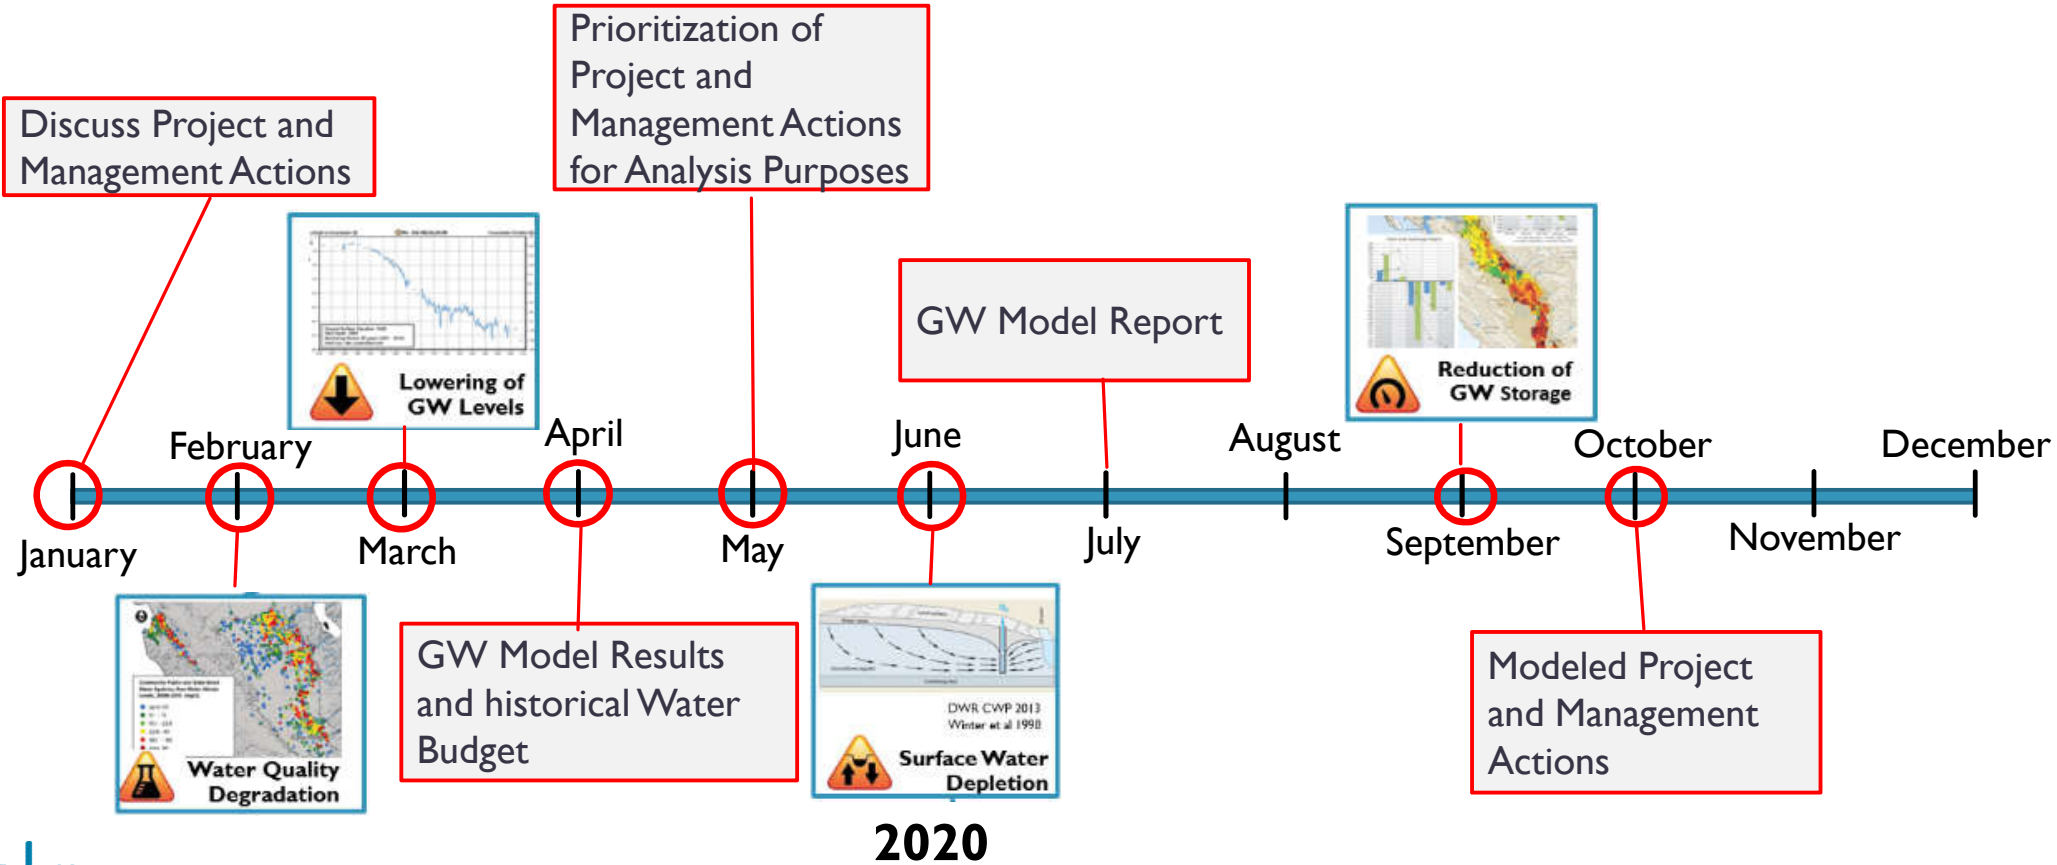 Prioritization of
Project and
Management Actions
for Analysis Purposes
Discuss Project and
Management Actions
Lowering of
GW Levels
GW Model Report
Reduction of
GW Storage
February
April
June
August
October
December
January
March
May
July
September
November
Water Quality
Degradation
GW Model Results
and historical Water
Budget
DWR CWP 2013
Winter et al 1998
Surface Water
Depletion
Modeled Project
and Management
Actions
2020